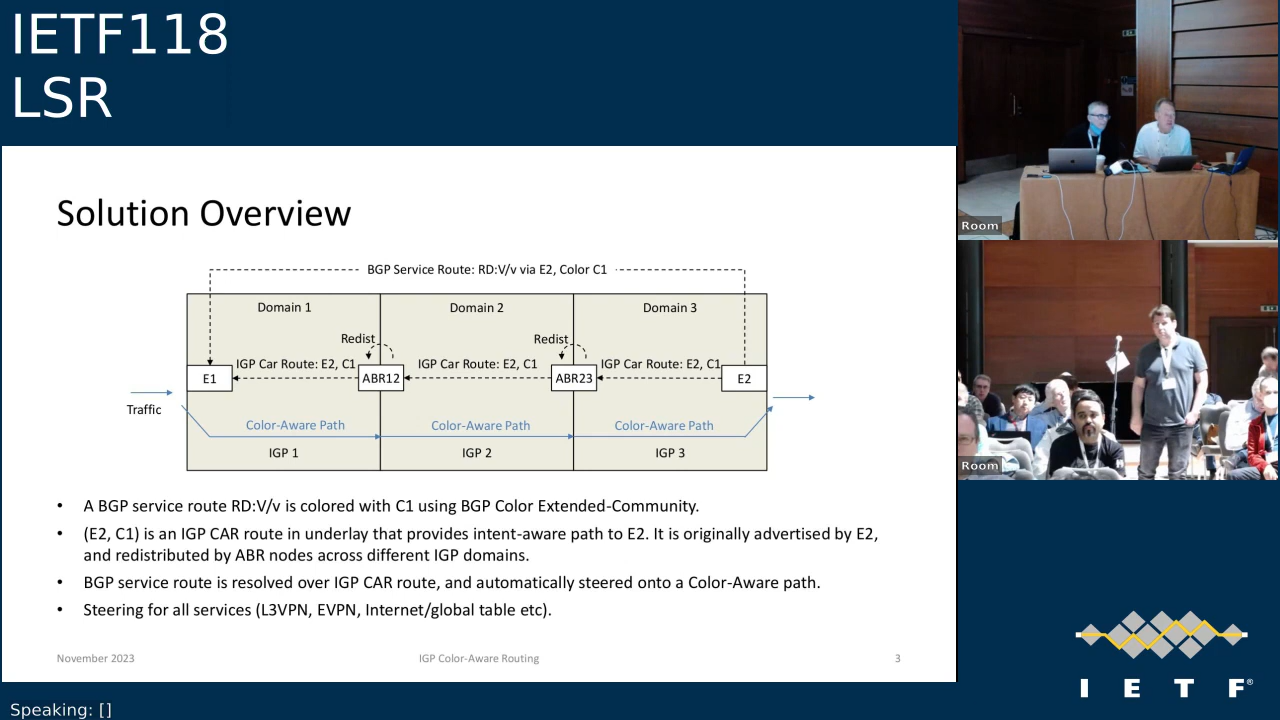 IETF118
LSR
Solution Overview
BGP Service Route: RD:V/v via E2, Color C1
Domain 1
Domain 2
Domain 3
Redist
Redist
IGP Car Route: E2, C1
IGP Car Route: E2, C1
IGP Car Route: E2, C1
E1
ABR12
ABR23
E2
Traffic
Color-Aware Path
Color-Aware Path
Color-Aware Path
IGP 1
IGP 2
IGP 3
• A BGP service route RD:V/v is colored with C1 using BGP Color Extended-Community.
• (E2, C1) is an IGP CAR route in underlay that provides intent-aware path to E2. It is originally advertised by E2,
and redistributed by ABR nodes across different IGP domains.
• BGP service route is resolved over IGP CAR route, and automatically steered onto a Color-Aware path.
• Steering for all services (L3VPN, EVPN, Internet/global table etc).
November 2023
IGP Color-Aware Routing
3
Room
Room
I E T F®
Speaking: []